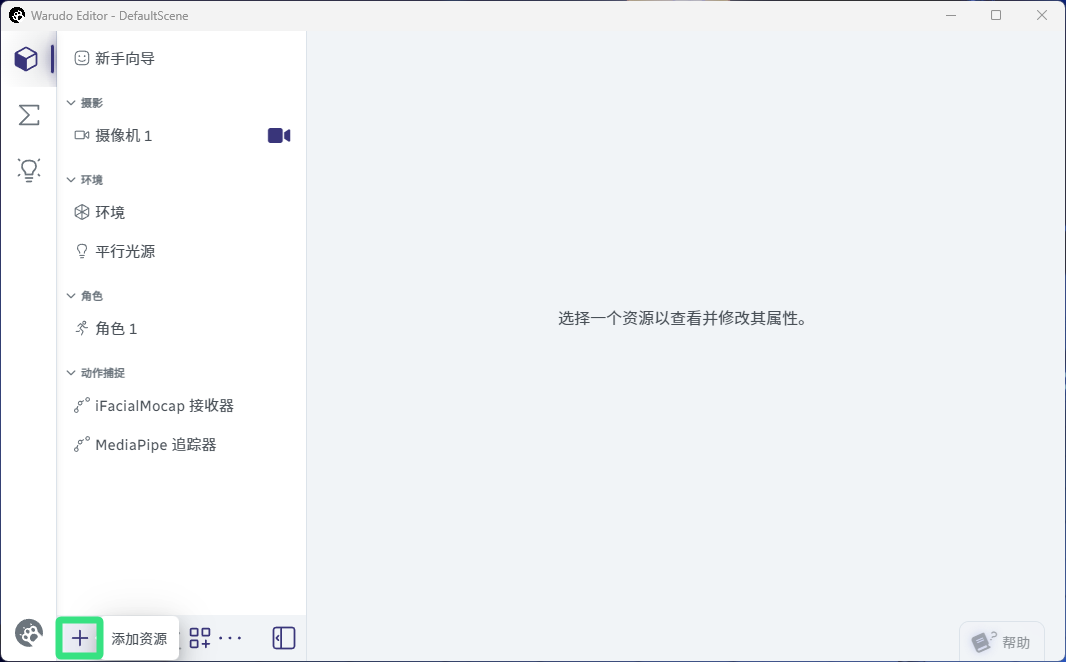 Warudo Editor - DefaultScene
新手向导
摄影
摄像机 1
环境
环境
平行光源
角色
角色 1
动作捕捉
iFacialMocap 接收器
MediaPipe 追踪器
选择一个资源以查看并修改其属性。
添加资源
帮助